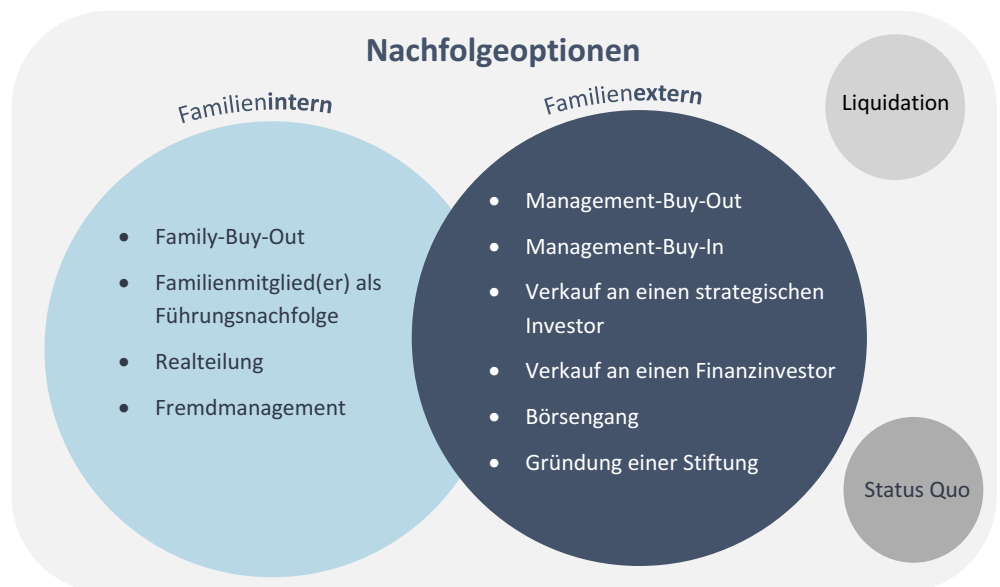 Nachfolgeoptionen
Familienintern
Familienextern
Liquidation
• Family-Buy-Out
• Familienmitglied(er) als
Führungsnachfolge
• Realteilung
• Fremdmanagement
• Management-Buy-Out
• Management-Buy-In
• Verkauf an einen strategischen
Investor
• Verkauf an einen Finanzinvestor
• Börsengang
• Gründung einer Stiftung
Status Quo